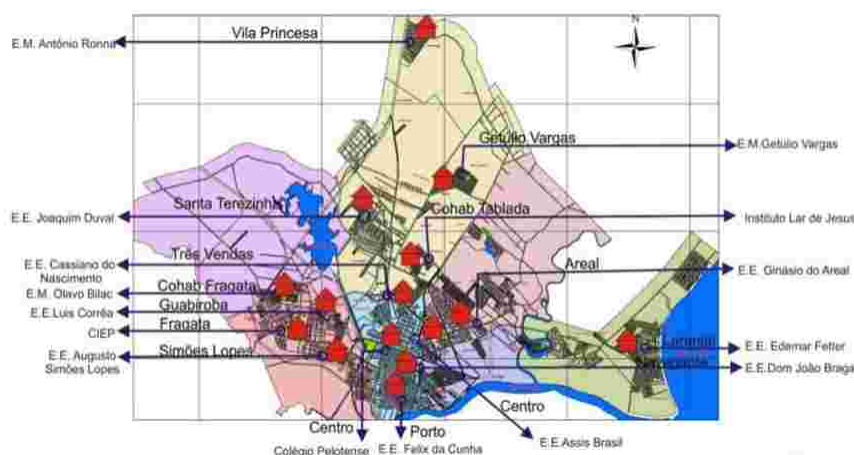 Vila Princesa
E.M. Antônio Ronna
Getúlio Vargas
E.M.Getúlio Vargas
Santa Terezinha
E.E. Joaquim Duval
Cohab Tablada
Instituto Lar de Jesus
Três Vendas
E.E. Cassiano do
Nascimento
Areal
E.E. Ginásio do Areal
Cohab Fragata
E.M. Olavo Bilac
Guabiroba
E.E.Luis Corrêa
Fragata
CIEP
Simões Lopes
E.E. Augusto
Simões Lopes
Laranjal
E.E. Edemar Fetter
E.E.Dom João Braga
Centro
Centro
Porto
E.E.Assis Brasil
Colégio Pelotense
E.E. Felix da Cunha